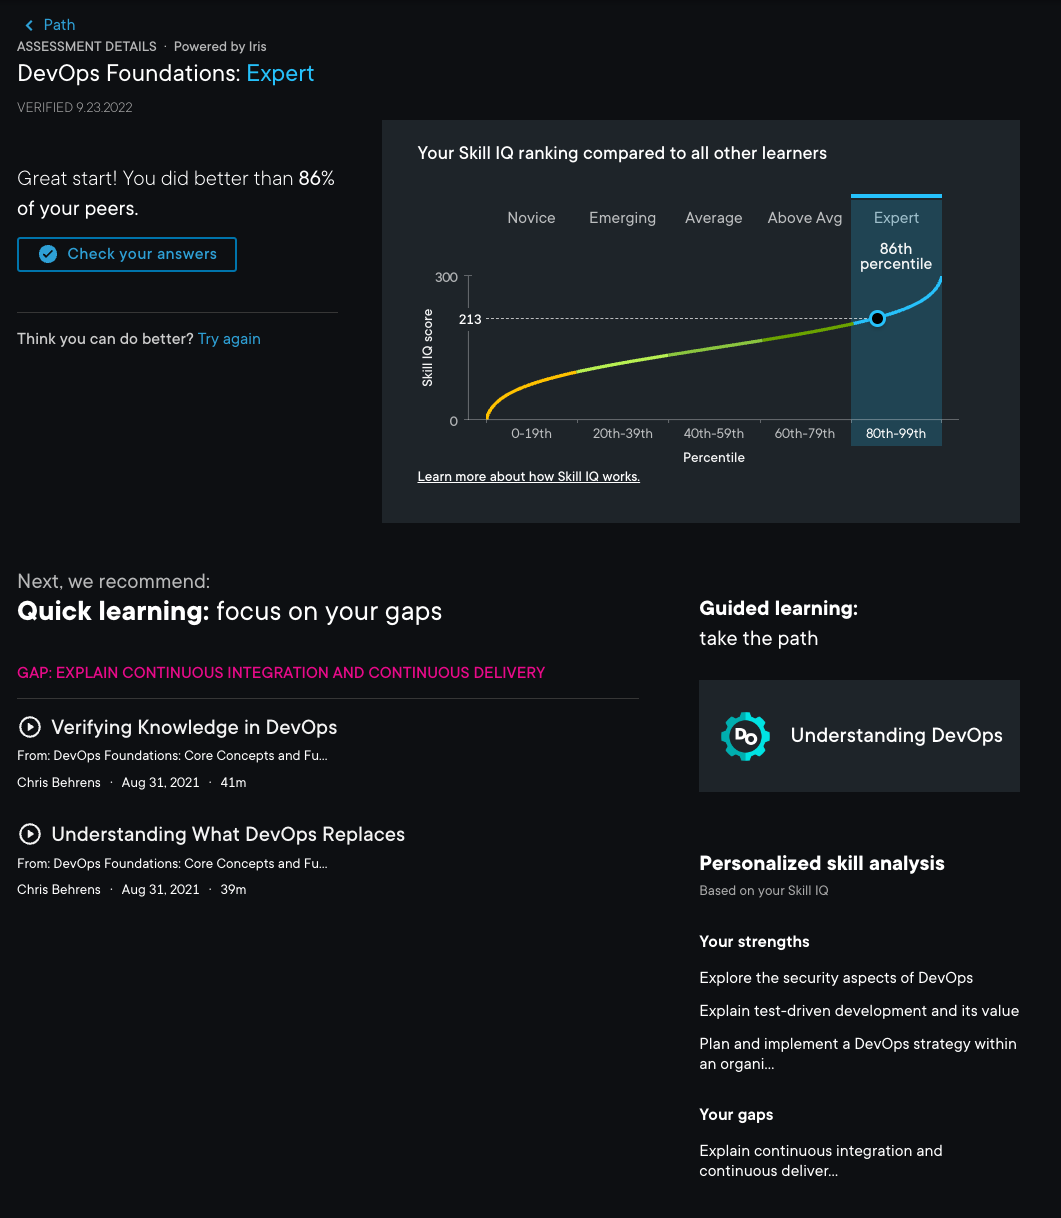 Path
ASSESSMENT DETAILS · Powered by Iris
DevOps Foundations: Expert
VERIFIED 9.23.2022
Great start! You did better than 86%
of your peers.
Check your answers
Think you can do better? Try again
Your Skill IQ ranking compared to all other learners
Novice Emerging Average Above Avg Expert
86th
percentile
300
213
0
Skill IQ score
0-19th 20th-39th 40th-59th 60th-79th 80th-99th
Percentile
Learn more about how Skill IQ works.
Next, we recommend:
Quick learning: focus on your gaps
GAP: EXPLAIN CONTINUOUS INTEGRATION AND CONTINUOUS DELIVERY
Verifying Knowledge in DevOps
From: DevOps Foundations: Core Concepts and Fu...
Chris Behrens · Aug 31, 2021 · 41m
Understanding What DevOps Replaces
From: DevOps Foundations: Core Concepts and Fu...
Chris Behrens · Aug 31, 2021 · 39m
Guided learning:
take the path
DO
Understanding DevOps
Personalized skill analysis
Based on your Skill IQ
Your strengths
Explore the security aspects of DevOps
Explain test-driven development and its value
Plan and implement a DevOps strategy within
an organi...
Your gaps
Explain continuous integration and
continuous deliver...